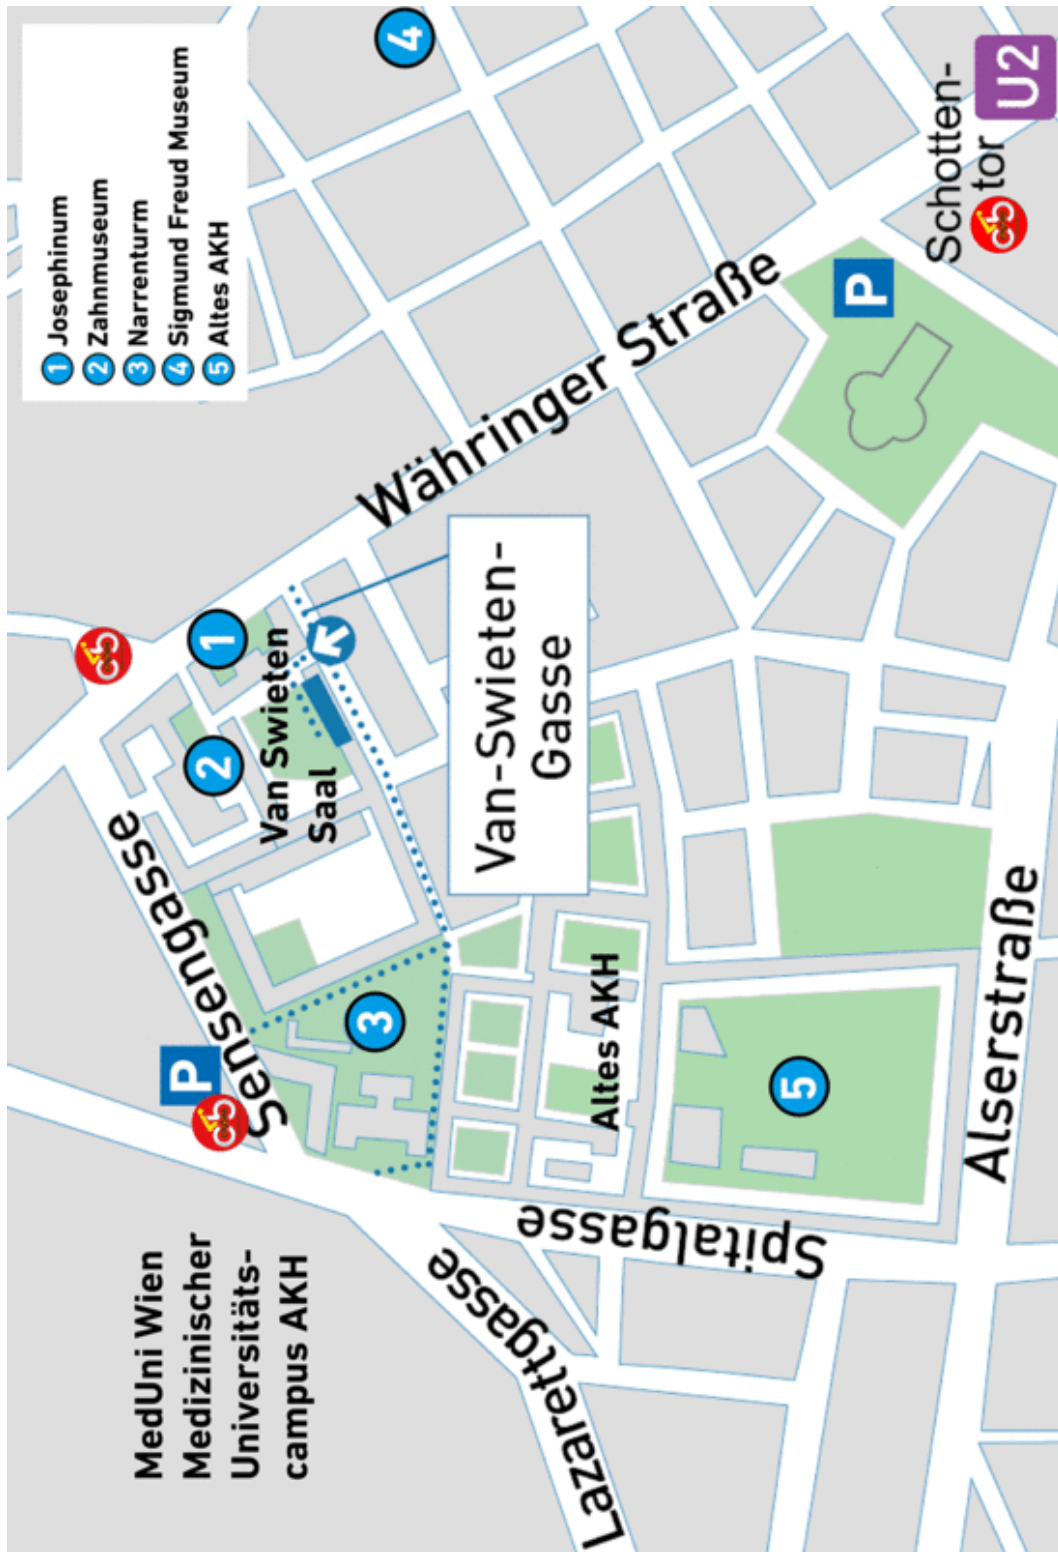 MedUni Wien
Medizinischer
Universitäts-
campus AKH
P
Sensengasse
2
1
Van Swieten
Saal
3
Van-Swieten-
Gasse
Währinger Straße
1 Josephinum
2 Zahnmuseum
3 Narrenturm
4 Sigmund Freud Museum
5 Altes AKH
4
Lazarettgasse
Spitalgasse
Altes AKH
5
Alserstraße
P
Schotten-
tor
U2